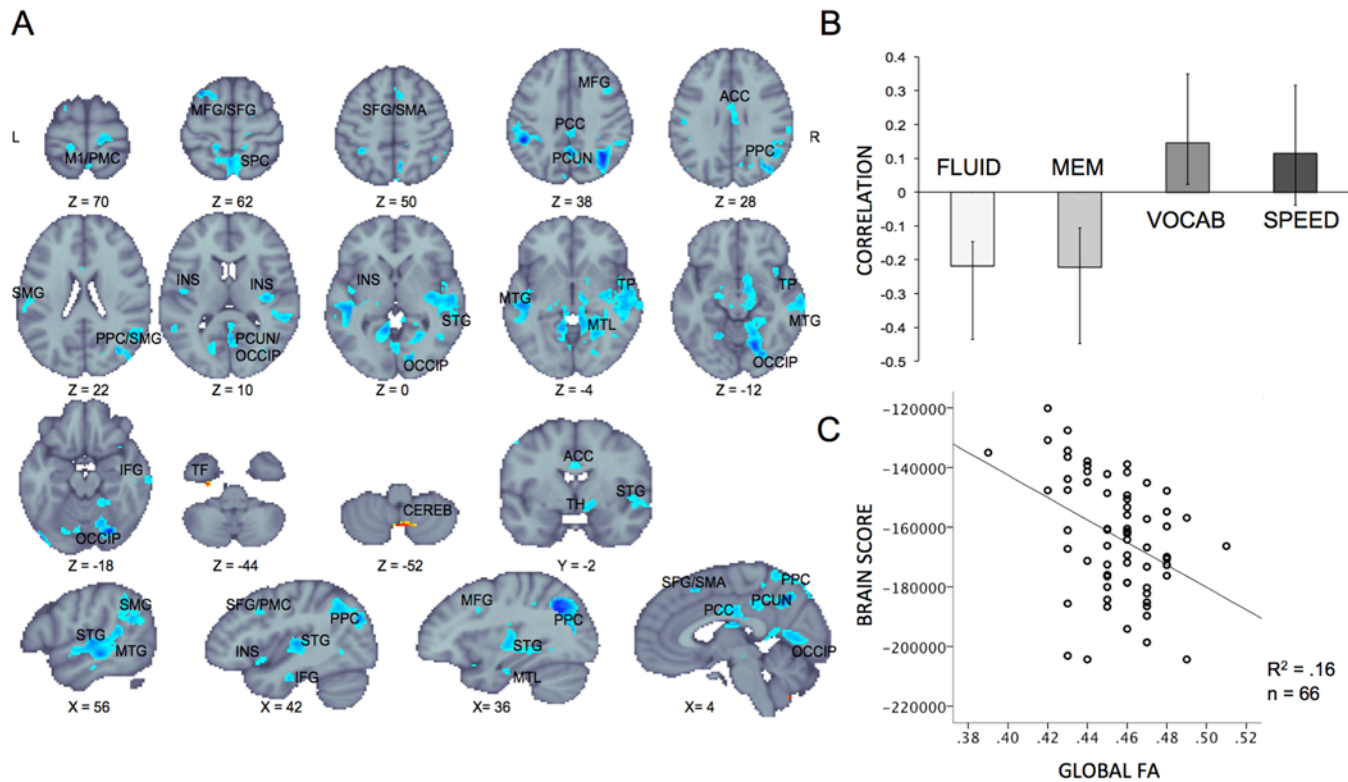 A
L
R
M1/PMC
MFG/SFG
SPC
SFG/SMA
MFG
PCC
PCUN
ACC
PPC
Z = 70
Z = 62
Z = 50
Z = 38
Z = 28
SMG
PPC/SMG
INS
INS
PCUN/
OCCIP
INS
STG
OCCIP
MTG
TP
MTL
TP
MTG
OCCIP
Z = 22
Z = 10
Z = 0
Z = -4
Z = -12
IFG
OCCIP
TF
CEREB
ACC
TH
STG
Z = -18
Z = -44
Z = -52
Y = -2
SMG
STG
MTG
SFG/PMC
PPC
STG
INS
IFG
MFG
PPC
STG
MTL
SFG/SMA
PPC
PCUN
PCC
OCCIP
X = 56
X = 42
X= 36
X= 4
B
CORRELATION
0.4
0.3
0.2
0.1
0
-0.1
-0.2
-0.3
-0.4
-0.5
FLUID
MEM
VOCAB
SPEED
C
BRAIN SCORE
-120000
-140000
-160000
-180000
-200000
-220000
R² = .16
n = 66
.38 .40 .42 .44 .46 .48 .50 .52
GLOBAL FA